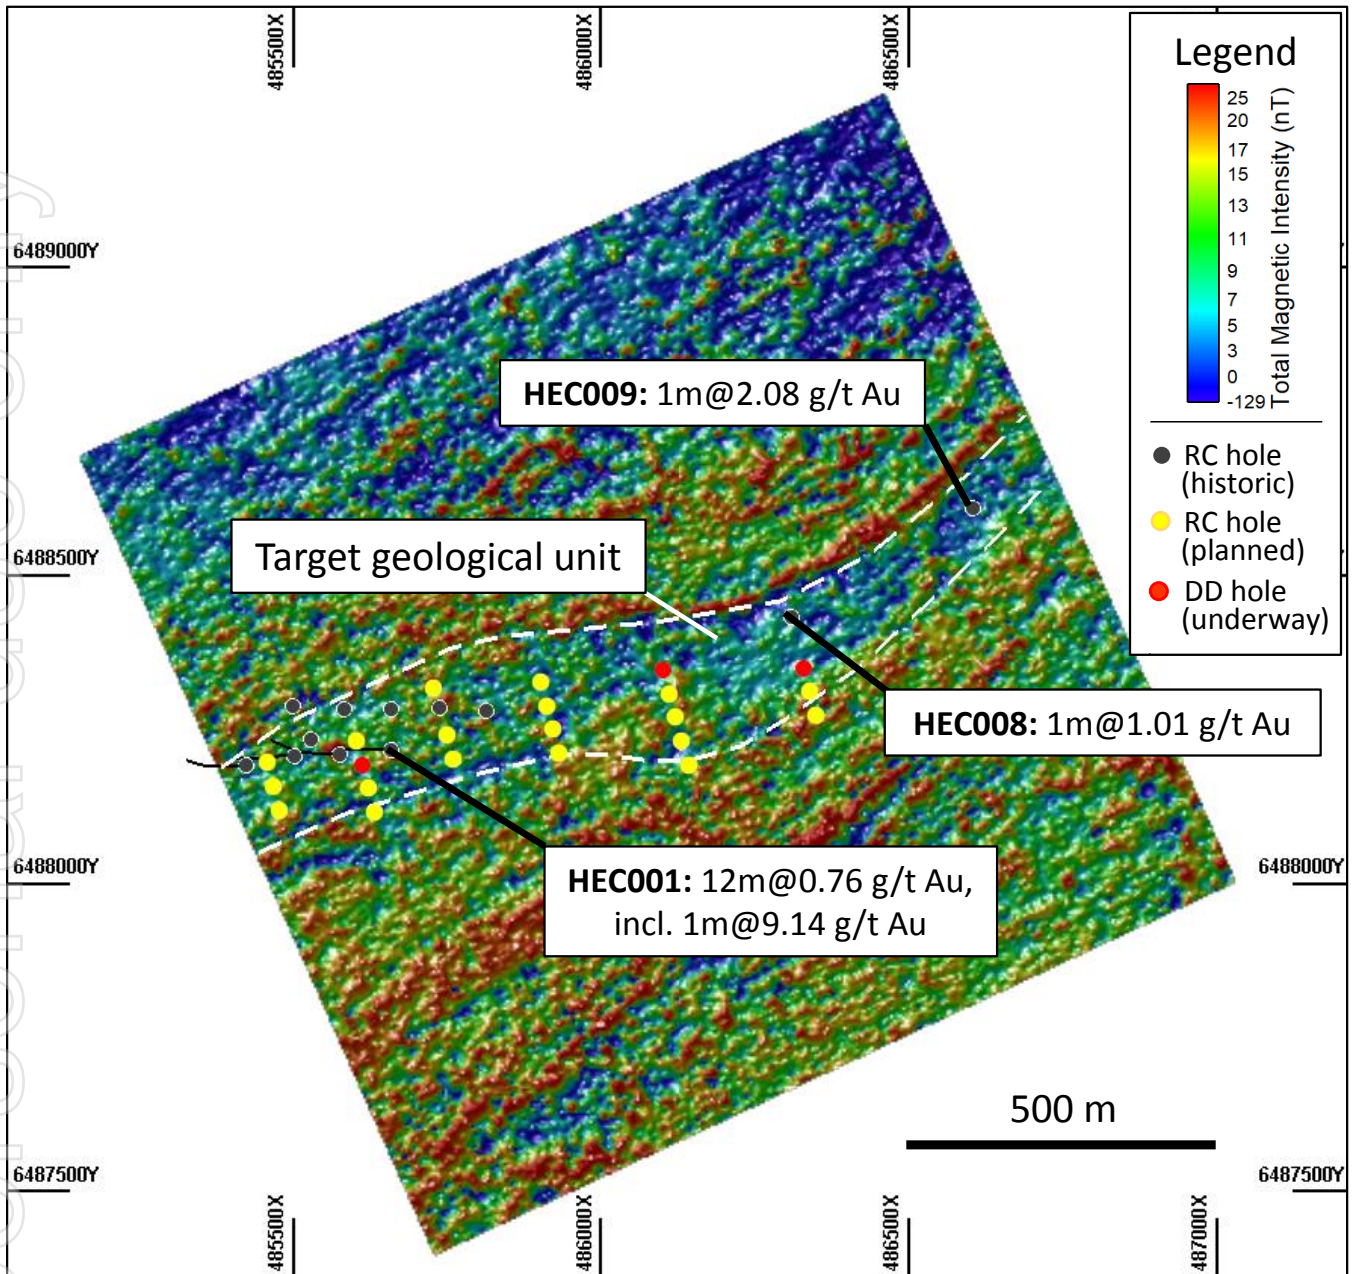 485500X
486000X
486500X
Legend
25
20
17
15
13
11
9
7
5
3
0
-129
Total Magnetic Intensity (nT)
RC hole
(historic)
RC hole
(planned)
DD hole
(underway)
6489000Y
HEC009: 1m@2.08 g/t Au
6488500Y
Target geological unit
HEC008: 1m@1.01 g/t Au
6488000Y
6488000Y
HEC001: 12m@0.76 g/t Au,
incl. 1m@9.14 g/t Au
500 m
6487500Y
6487500Y
485500X
486000X
486500X
487000X